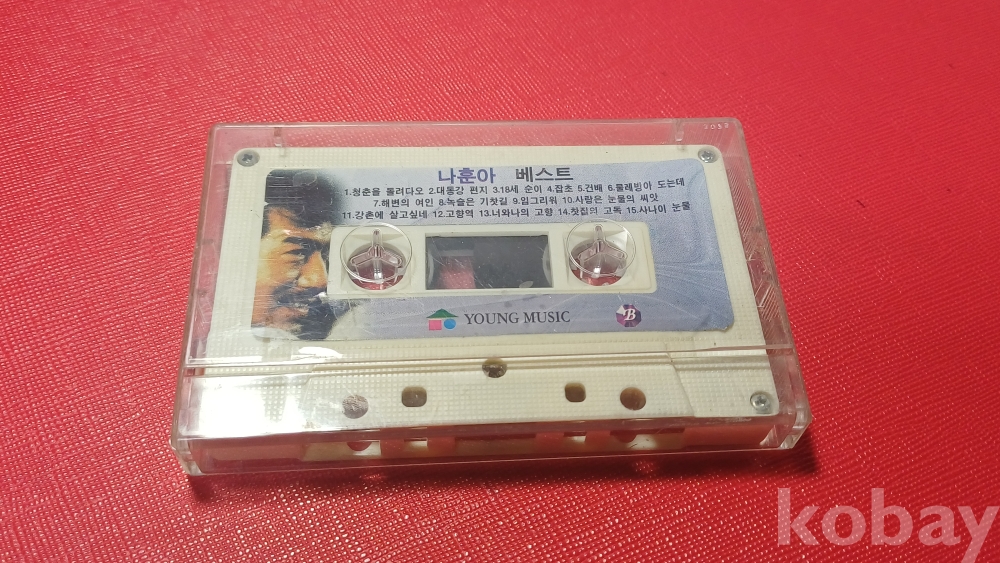 나훈아 베스트
1.청춘을 돌려다오 2.대동강 편지 3.18세 순이 4.잡초 5.건배 6.물레방아 도는데
7.해변의 여인 8.녹슬은 기찻길 9.임그리워 10.사랑은 눈물의 씨앗
11.강촌에 살고싶네 12.고향역 13.너와나의 고향 14.찻집의 고독 15.사나이 눈물
YOUNG MUSIC
B
kobay